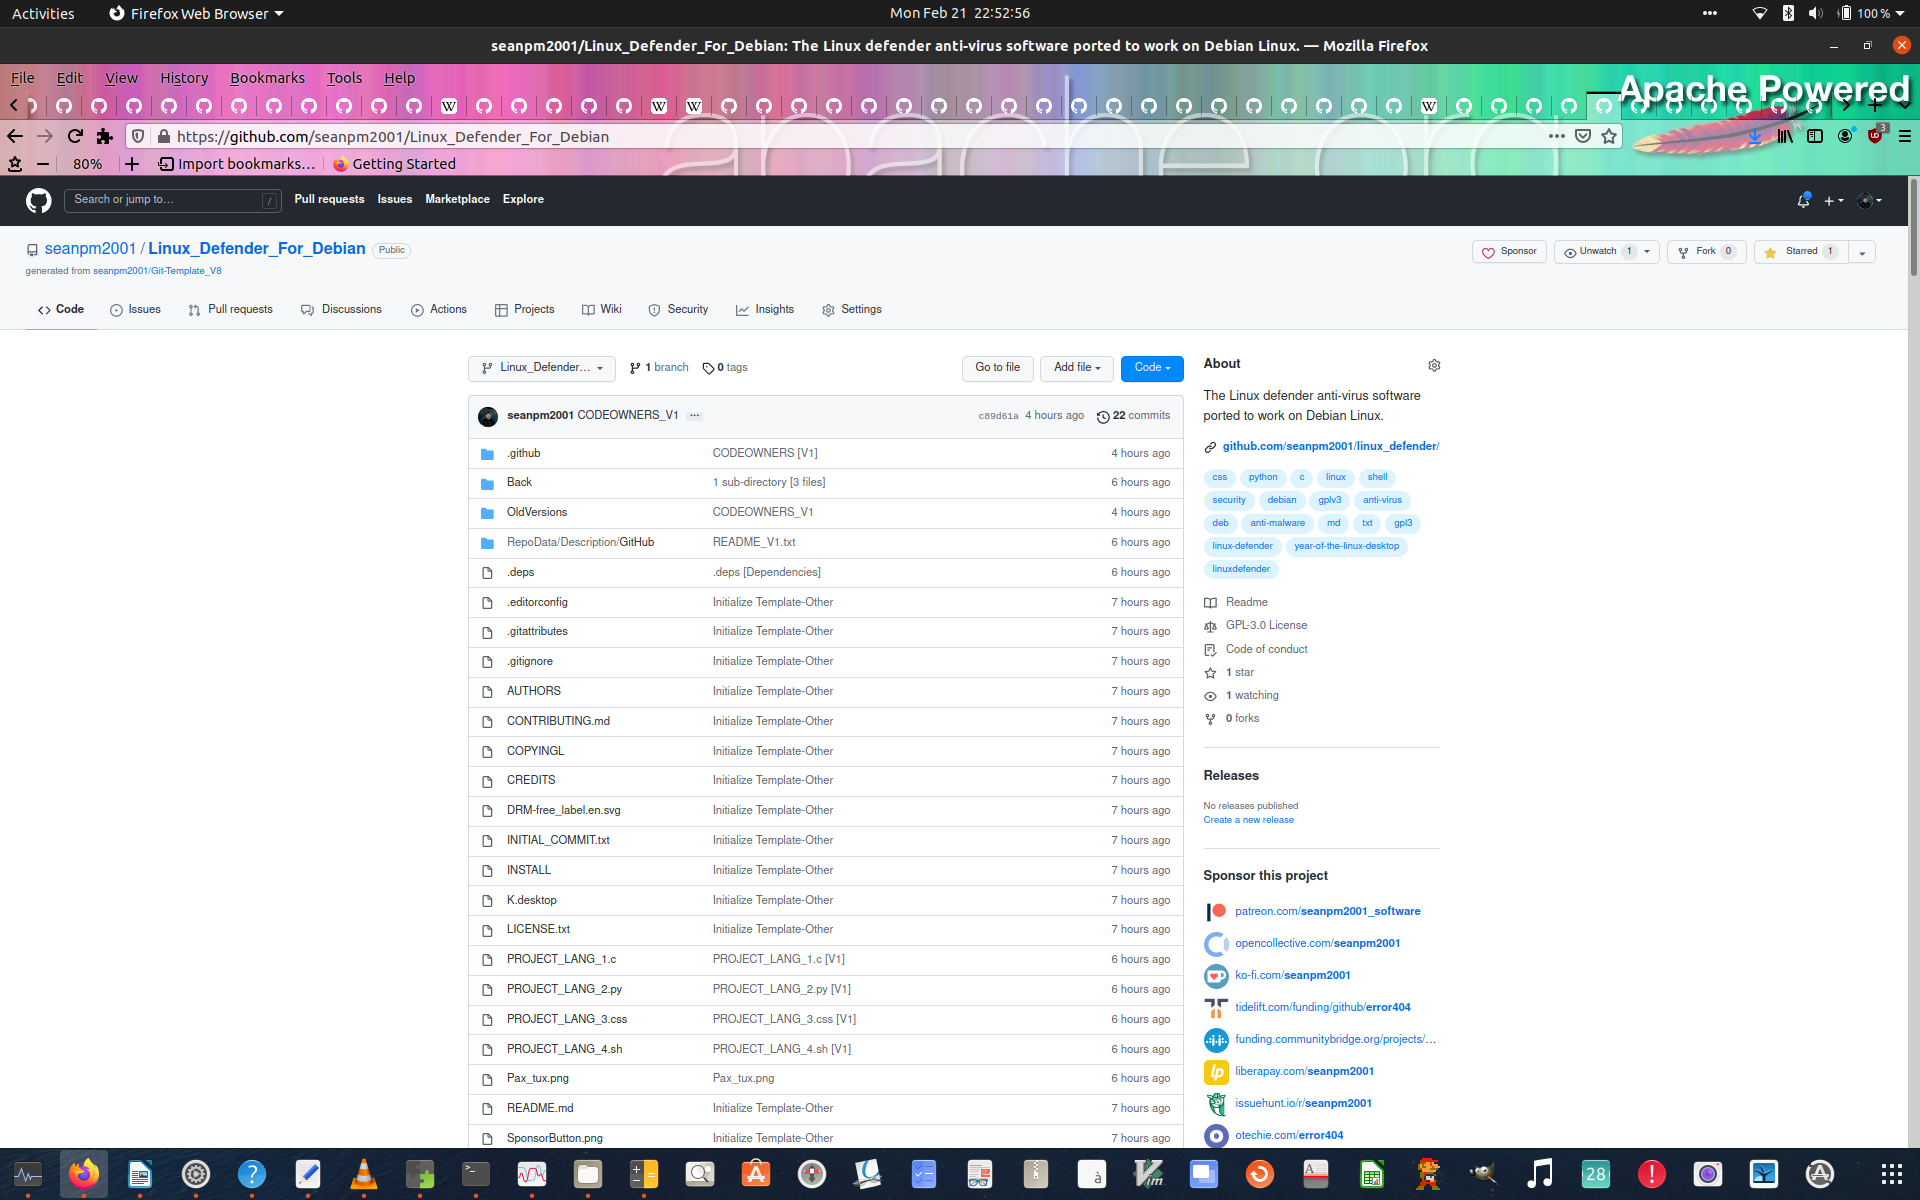 Activities Firefox Web Browser Mon Feb 21 22:52:56 100 %
seanpm2001/Linux_Defender_For_Debian: The Linux defender anti-virus software ported to work on Debian Linux. — Mozilla Firefox
File Edit View History Bookmarks Tools Help
Apache Powered
https://github.com/seanpm2001/Linux_Defender_For_Debian 3
80% Import bookmarks... Getting Started
Search or jump to... / Pull requests Issues Marketplace Explore
seanpm2001 / Linux_Defender_For_Debian Public Sponsor Unwatch 1 Fork 0 Starred 1
generated from seanpm2001/Git-Template_V8
Code Issues Pull requests Discussions Actions Projects Wiki Security Insights Settings
Linux_Defender... 1 branch 0 tags Go to file Add file Code
seanpm2001 CODEOWNERS_V1 ... c89d61a 4 hours ago 22 commits
.github CODEOWNERS [V1] 4 hours ago
Back 1 sub-directory [3 files] 6 hours ago
OldVersions CODEOWNERS_V1 4 hours ago
RepoData/Description/GitHub README_V1.txt 6 hours ago
.deps .deps [Dependencies] 6 hours ago
.editorconfig Initialize Template-Other 7 hours ago
.gitattributes Initialize Template-Other 7 hours ago
.gitignore Initialize Template-Other 7 hours ago
AUTHORS Initialize Template-Other 7 hours ago
CONTRIBUTING.md Initialize Template-Other 7 hours ago
COPYINGL Initialize Template-Other 7 hours ago
CREDITS Initialize Template-Other 7 hours ago
DRM-free_label.en.svg Initialize Template-Other 7 hours ago
INITIAL_COMMIT.txt Initialize Template-Other 7 hours ago
INSTALL Initialize Template-Other 7 hours ago
K.desktop Initialize Template-Other 7 hours ago
LICENSE.txt Initialize Template-Other 7 hours ago
PROJECT_LANG_1.c PROJECT_LANG_1.c [V1] 6 hours ago
PROJECT_LANG_2.py PROJECT_LANG_2.py [V1] 6 hours ago
PROJECT_LANG_3.css PROJECT_LANG_3.css [V1] 6 hours ago
PROJECT_LANG_4.sh PROJECT_LANG_4.sh [V1] 6 hours ago
Pax_tux.png Pax_tux.png 6 hours ago
README.md Initialize Template-Other 7 hours ago
SponsorButton.png Initialize Template-Other 7 hours ago
About
The Linux defender anti-virus software
ported to work on Debian Linux.
github.com/seanpm2001/linux_defender/
css python c linux shell
security debian gplv3 anti-virus
deb anti-malware md txt gpl3
linux-defender year-of-the-linux-desktop
linuxdefender
Readme
GPL-3.0 License
Code of conduct
1 star
1 watching
0 forks
Releases
No releases published
Create a new release
Sponsor this project
patreon.com/seanpm2001_software
opencollective.com/seanpm2001
ko-fi.com/seanpm2001
tidelift.com/funding/github/error404
funding.communitybridge.org/projects/...
liberapay.com/seanpm2001
issuehunt.io/r/seanpm2001
otechie.com/error404
28